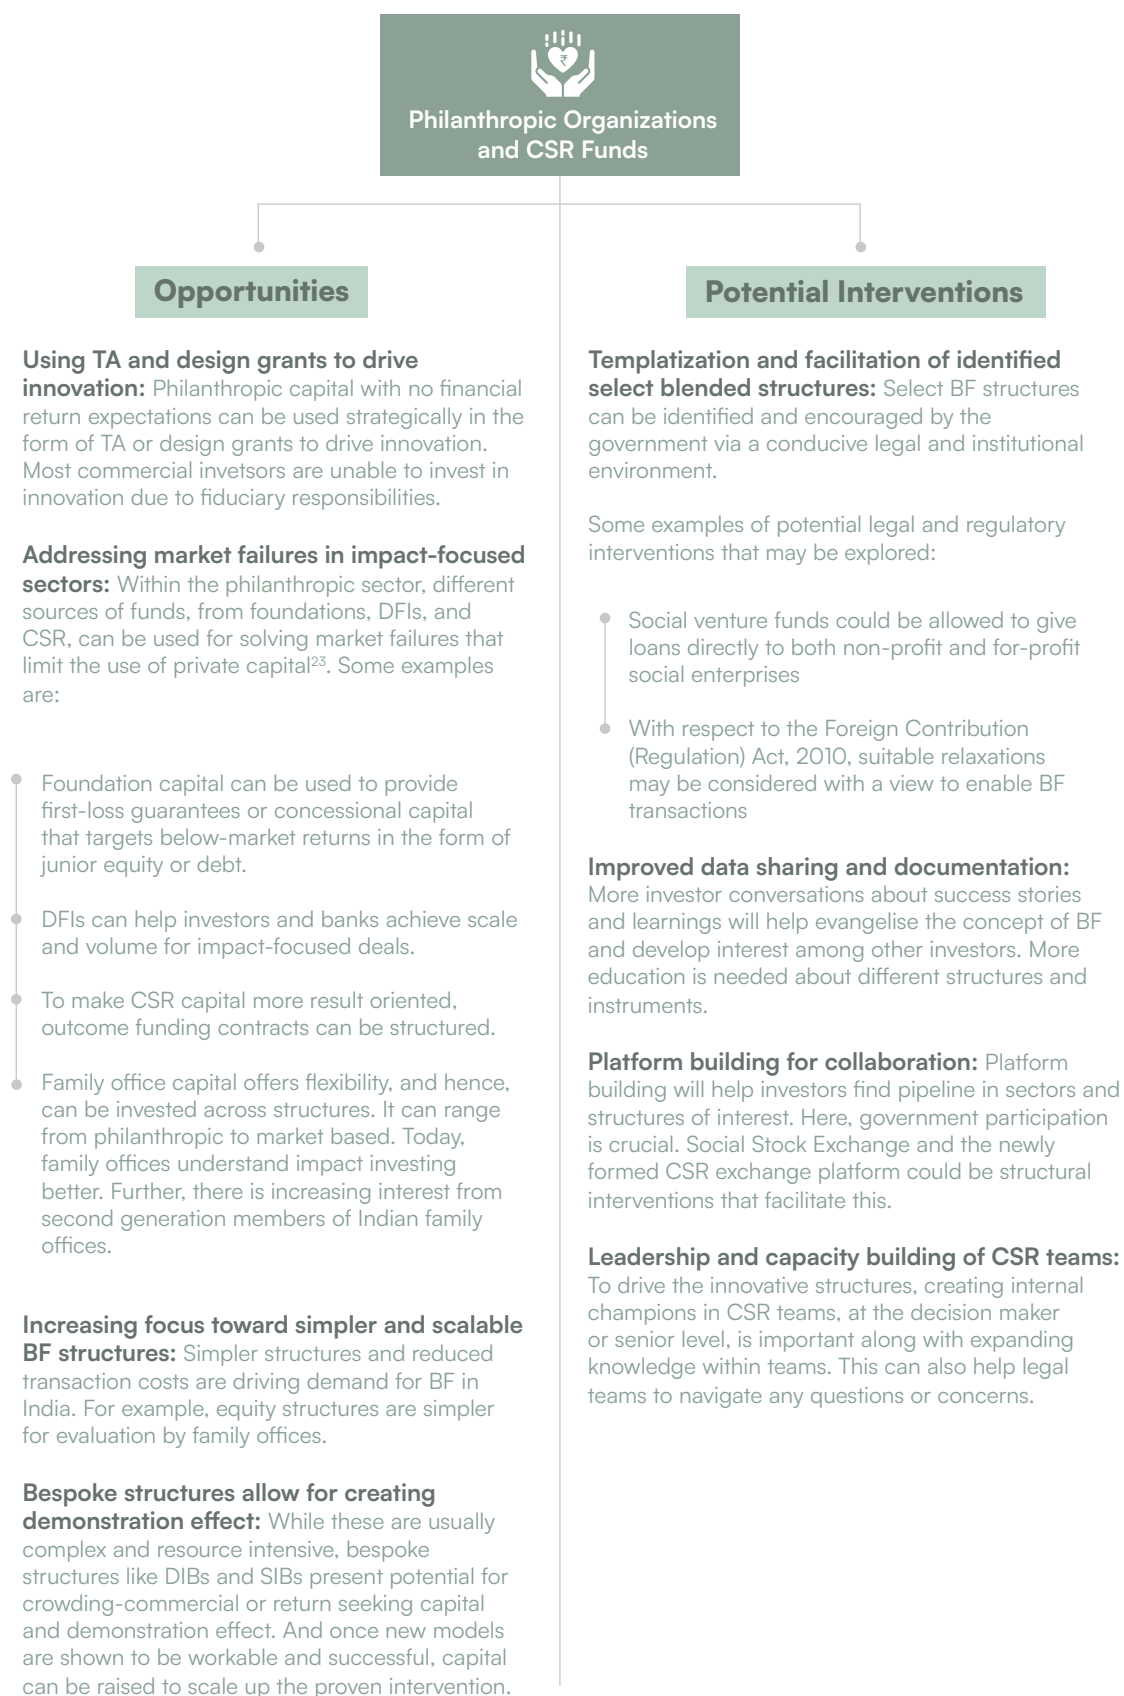 ₹
Philanthropic Organizations
and CSR Funds
Opportunities
Using TA and design grants to drive
innovation: Philanthropic capital with no financial
return expectations can be used strategically in the
form of TA or design grants to drive innovation.
Most commercial invetsors are unable to invest in
innovation due to fiduciary responsibilities.
Addressing market failures in impact-focused
sectors: Within the philanthropic sector, different
sources of funds, from foundations, DFIs, and
CSR, can be used for solving market failures that
limit the use of private capital²³. Some examples
are:
Foundation capital can be used to provide
first-loss guarantees or concessional capital
that targets below-market returns in the form of
junior equity or debt.
DFIs can help investors and banks achieve scale
and volume for impact-focused deals.
To make CSR capital more result oriented,
outcome funding contracts can be structured.
Family office capital offers flexibility, and hence,
can be invested across structures. It can range
from philanthropic to market based. Today,
family offices understand impact investing
better. Further, there is increasing interest from
second generation members of Indian family
offices.
Increasing focus toward simpler and scalable
BF structures: Simpler structures and reduced
transaction costs are driving demand for BF in
India. For example, equity structures are simpler
for evaluation by family offices.
Bespoke structures allow for creating
demonstration effect: While these are usually
complex and resource intensive, bespoke
structures like DIBs and SIBs present potential for
crowding-commercial or return seeking capital
and demonstration effect. And once new models
are shown to be workable and successful, capital
can be raised to scale up the proven intervention.
Potential Interventions
Templatization and facilitation of identified
select blended structures: Select BF structures
can be identified and encouraged by the
government via a conducive legal and institutional
environment.
Some examples of potential legal and regulatory
interventions that may be explored:
Social venture funds could be allowed to give
loans directly to both non-profit and for-profit
social enterprises
With respect to the Foreign Contribution
(Regulation) Act, 2010, suitable relaxations
may be considered with a view to enable BF
transactions
Improved data sharing and documentation:
More investor conversations about success stories
and learnings will help evangelise the concept of BF
and develop interest among other investors. More
education is needed about different structures and
instruments.
Platform building for collaboration: Platform
building will help investors find pipeline in sectors and
structures of interest. Here, government participation
is crucial. Social Stock Exchange and the newly
formed CSR exchange platform could be structural
interventions that facilitate this.
Leadership and capacity building of CSR teams:
To drive the innovative structures, creating internal
champions in CSR teams, at the decision maker
or senior level, is important along with expanding
knowledge within teams. This can also help legal
teams to navigate any questions or concerns.